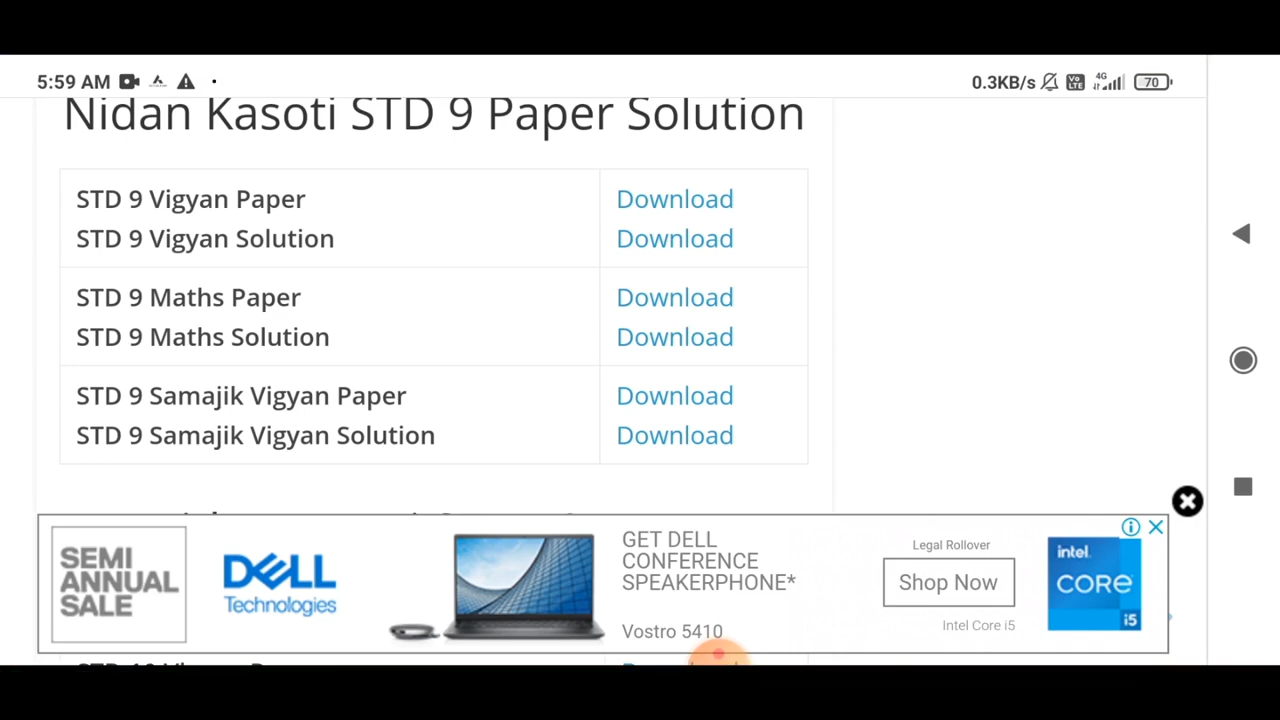 5:59 AM
0.3KB/s
Vo LTE
4G
70
Nidan Kasoti STD 9 Paper Solution
STD 9 Vigyan Paper Download
STD 9 Vigyan Solution Download
STD 9 Maths Paper Download
STD 9 Maths Solution Download
STD 9 Samajik Vigyan Paper Download
STD 9 Samajik Vigyan Solution Download
SEMI
ANNUAL
SALE
DELL
Technologies
GET DELL
CONFERENCE
SPEAKERPHONE*
Vostro 5410
Legal Rollover
Shop Now
Intel Core i5
intel
CORE
i5